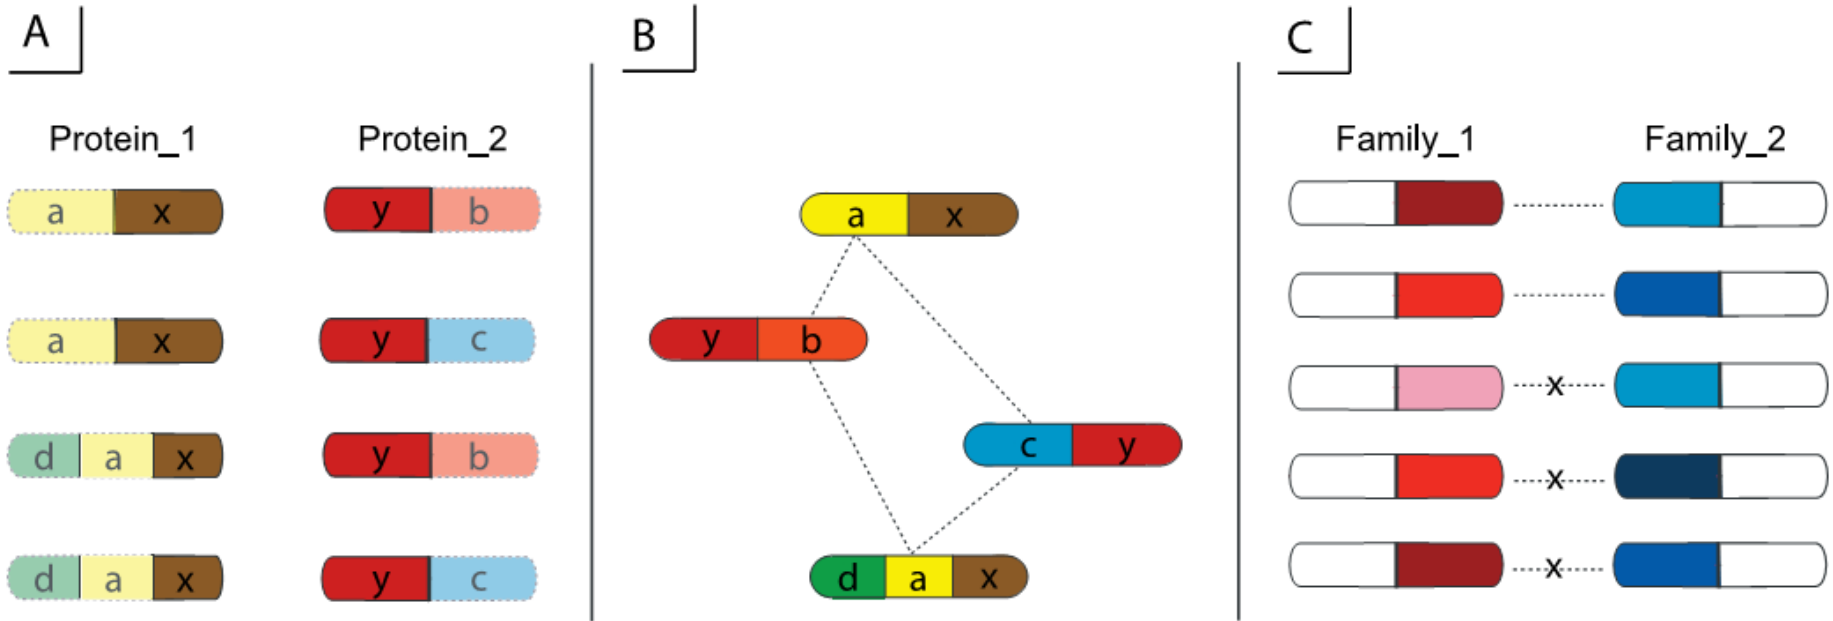 A
Protein_1 Protein_2
a x y b
a x y c
d a x y b
d a x y c
B
a x
y b
c y
d a x
C
Family_1 Family_2
x
x
x